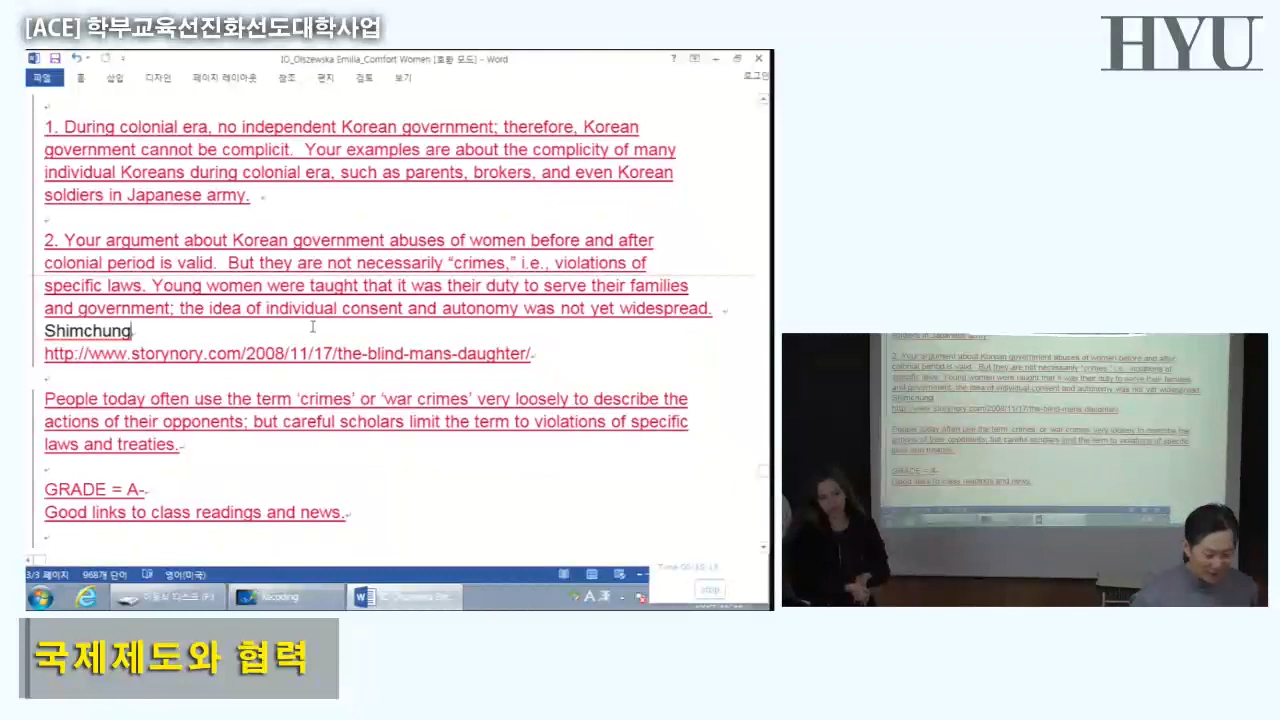 [ACE] 학부교육선진화선도대학사업
HYU
IO_Olszewska Emilia_Comfort Women [호환 모드] - Word
파일 홈 삽입 디자인 페이지 레이아웃 참조 편지 검토 보기
로그인
1. During colonial era, no independent Korean government; therefore, Korean
government cannot be complicit. Your examples are about the complicity of many
individual Koreans during colonial era, such as parents, brokers, and even Korean
soldiers in Japanese army.
2. Your argument about Korean government abuses of women before and after
colonial period is valid. But they are not necessarily “crimes,” i.e., violations of
specific laws. Young women were taught that it was their duty to serve their families
and government; the idea of individual consent and autonomy was not yet widespread.
Shimchung
http://www.storynory.com/2008/11/17/the-blind-mans-daughter/
People today often use the term ‘crimes’ or ‘war crimes’ very loosely to describe the
actions of their opponents; but careful scholars limit the term to violations of specific
laws and treaties.
GRADE = A-
Good links to class readings and news.
3/3 페이지 968개 단어 영어(미국)
stop
국제제도와 협력